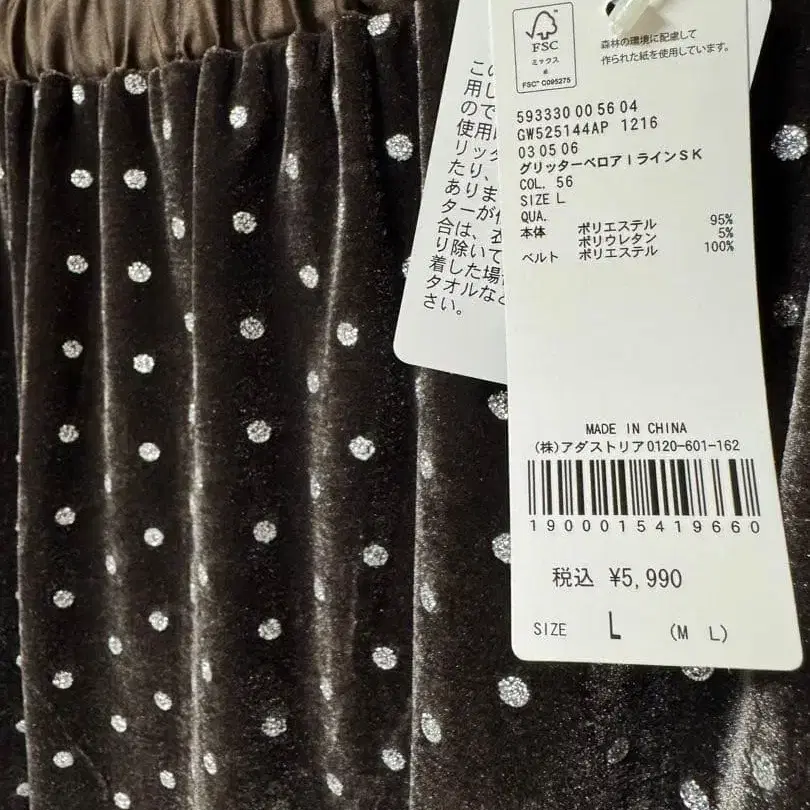 FSC
ミックス
紙
FSC™ C095275
森林の環境に配慮して
作られた紙を使用しています。
593330 00 56 04
GW525144AP 1216
03 05 06
グリッターベロアIラインSK
COL. 56
SIZE L
QUA.
本体 ポリエステル 95%
ポリウレタン 5%
ベルト ポリエステル 100%
MADE IN CHINA
(株)アダストリア0120-601-162
1900015419660
税込 ¥5,990
SIZE L (M L)
この
用し
ので
使用
リッ
たり、
ありま
ターが
合は、衣
り除いて
着した場
タオルな
さい。